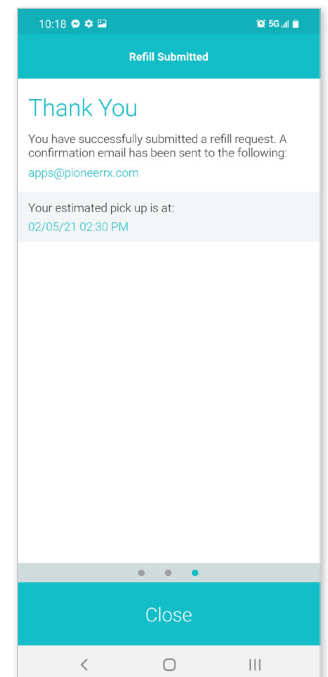 10:18
5G
Refill Submitted
Thank You
You have successfully submitted a refill request. A
confirmation email has been sent to the following:
apps@pioneerrx.com
Your estimated pick up is at:
02/05/21 02:30 PM
Close